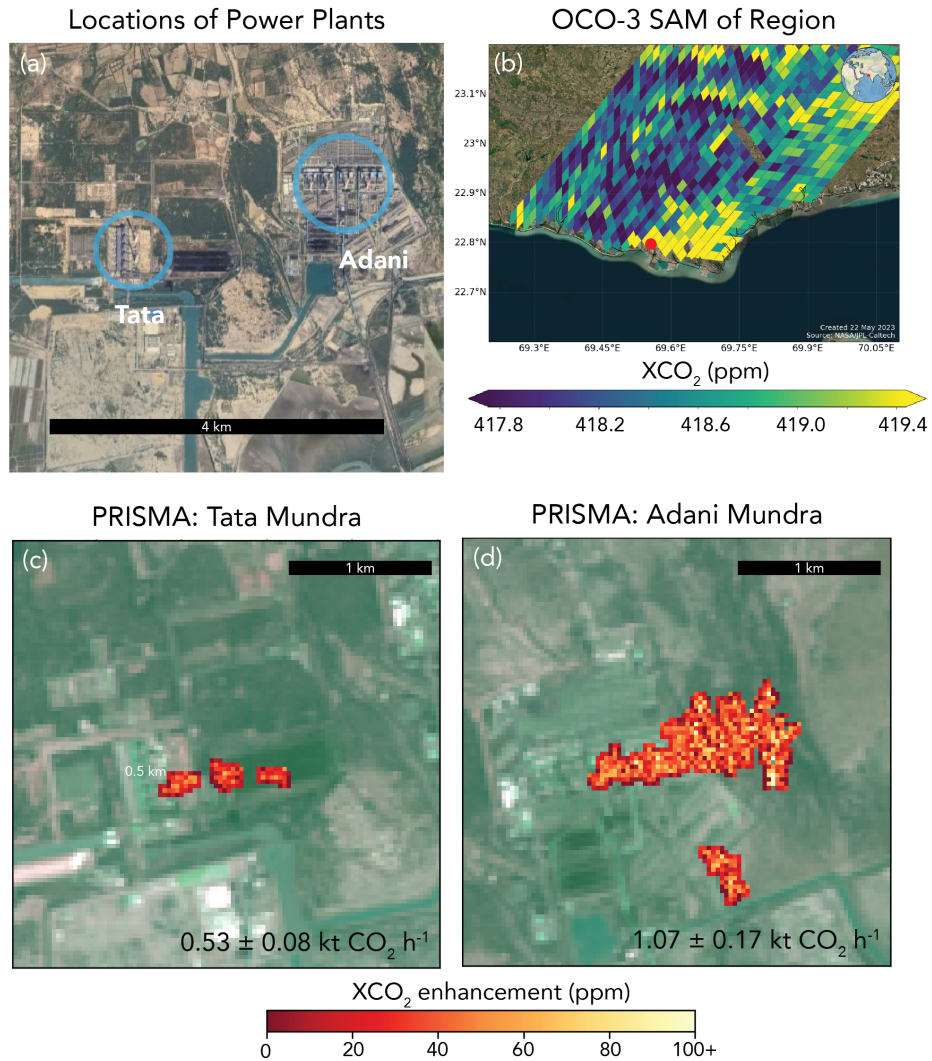 Locations of Power Plants
OCO-3 SAM of Region
(a)
Adani
Tata
4 km
(b)
23.1°N
23°N
22.9°N
22.8°N
22.7°N
Created 22 May 2023
Source: NASA/JPL-Caltech
69.3°E 69.45°E 69.6°E 69.75°E 69.9°E 70.05°E
XCO₂ (ppm)
417.8 418.2 418.6 419.0 419.4
PRISMA: Tata Mundra
PRISMA: Adani Mundra
(c)
1 km
0.5 km
0.53 ± 0.08 kt CO₂ h⁻¹
(d)
1 km
1.07 ± 0.17 kt CO₂ h⁻¹
XCO₂ enhancement (ppm)
0 20 40 60 80 100+